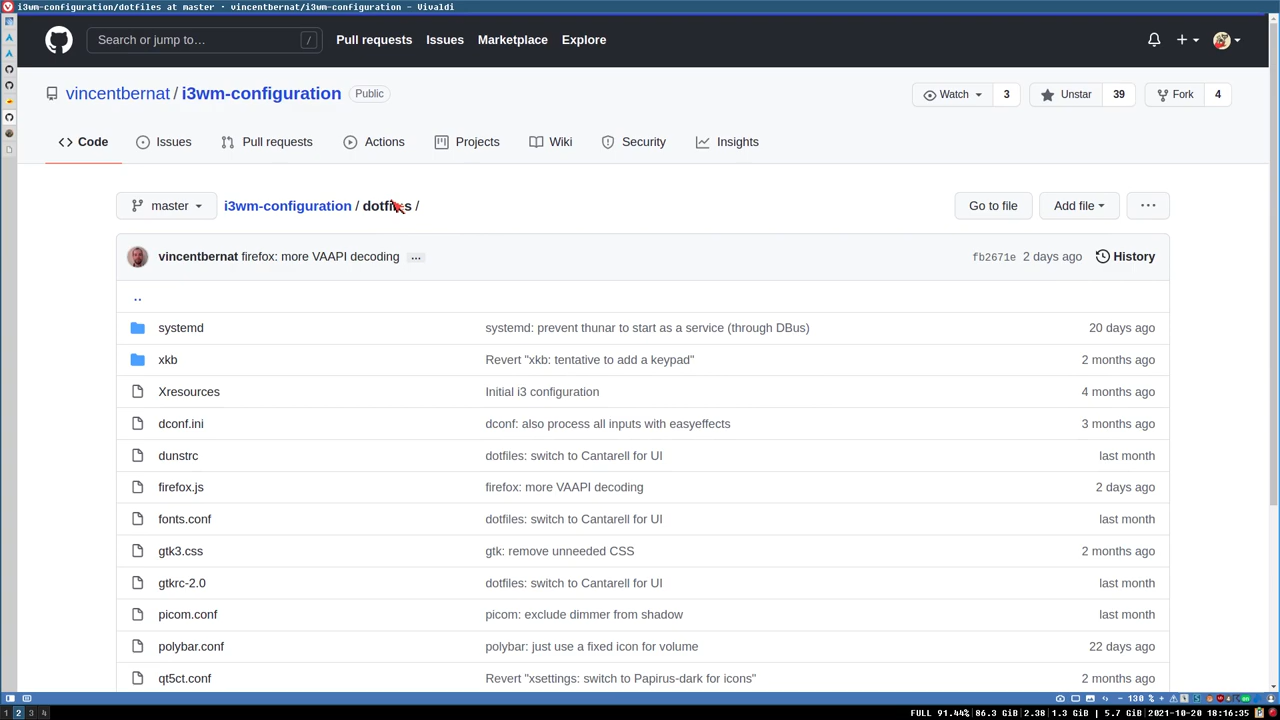 i3wm-configuration/dotfiles at master · vincentbernat/i3wm-configuration - Vivaldi
Search or jump to… /
Pull requests Issues Marketplace Explore
vincentbernat / i3wm-configuration Public
Watch 3 Unstar 39 Fork 4
Code Issues Pull requests Actions Projects Wiki Security Insights
master i3wm-configuration / dotfiles / Go to file Add file ···
vincentbernat firefox: more VAAPI decoding … fb2671e 2 days ago History
..
systemd systemd: prevent thunar to start as a service (through DBus) 20 days ago
xkb Revert "xkb: tentative to add a keypad" 2 months ago
Xresources Initial i3 configuration 4 months ago
dconf.ini dconf: also process all inputs with easyeffects 3 months ago
dunstrc dotfiles: switch to Cantarell for UI last month
firefox.js firefox: more VAAPI decoding 2 days ago
fonts.conf dotfiles: switch to Cantarell for UI last month
gtk3.css gtk: remove unneeded CSS 2 months ago
gtkrc-2.0 dotfiles: switch to Cantarell for UI last month
picom.conf picom: exclude dimmer from shadow last month
polybar.conf polybar: just use a fixed icon for volume 22 days ago
qt5ct.conf Revert "xsettings: switch to Papirus-dark for icons" 2 months ago
− 130 % +
1 2 3 4 FULL 91.44%|86.3 GiB|2.38|1.3 GiB | 5.7 GiB|2021-10-20 18:16:35